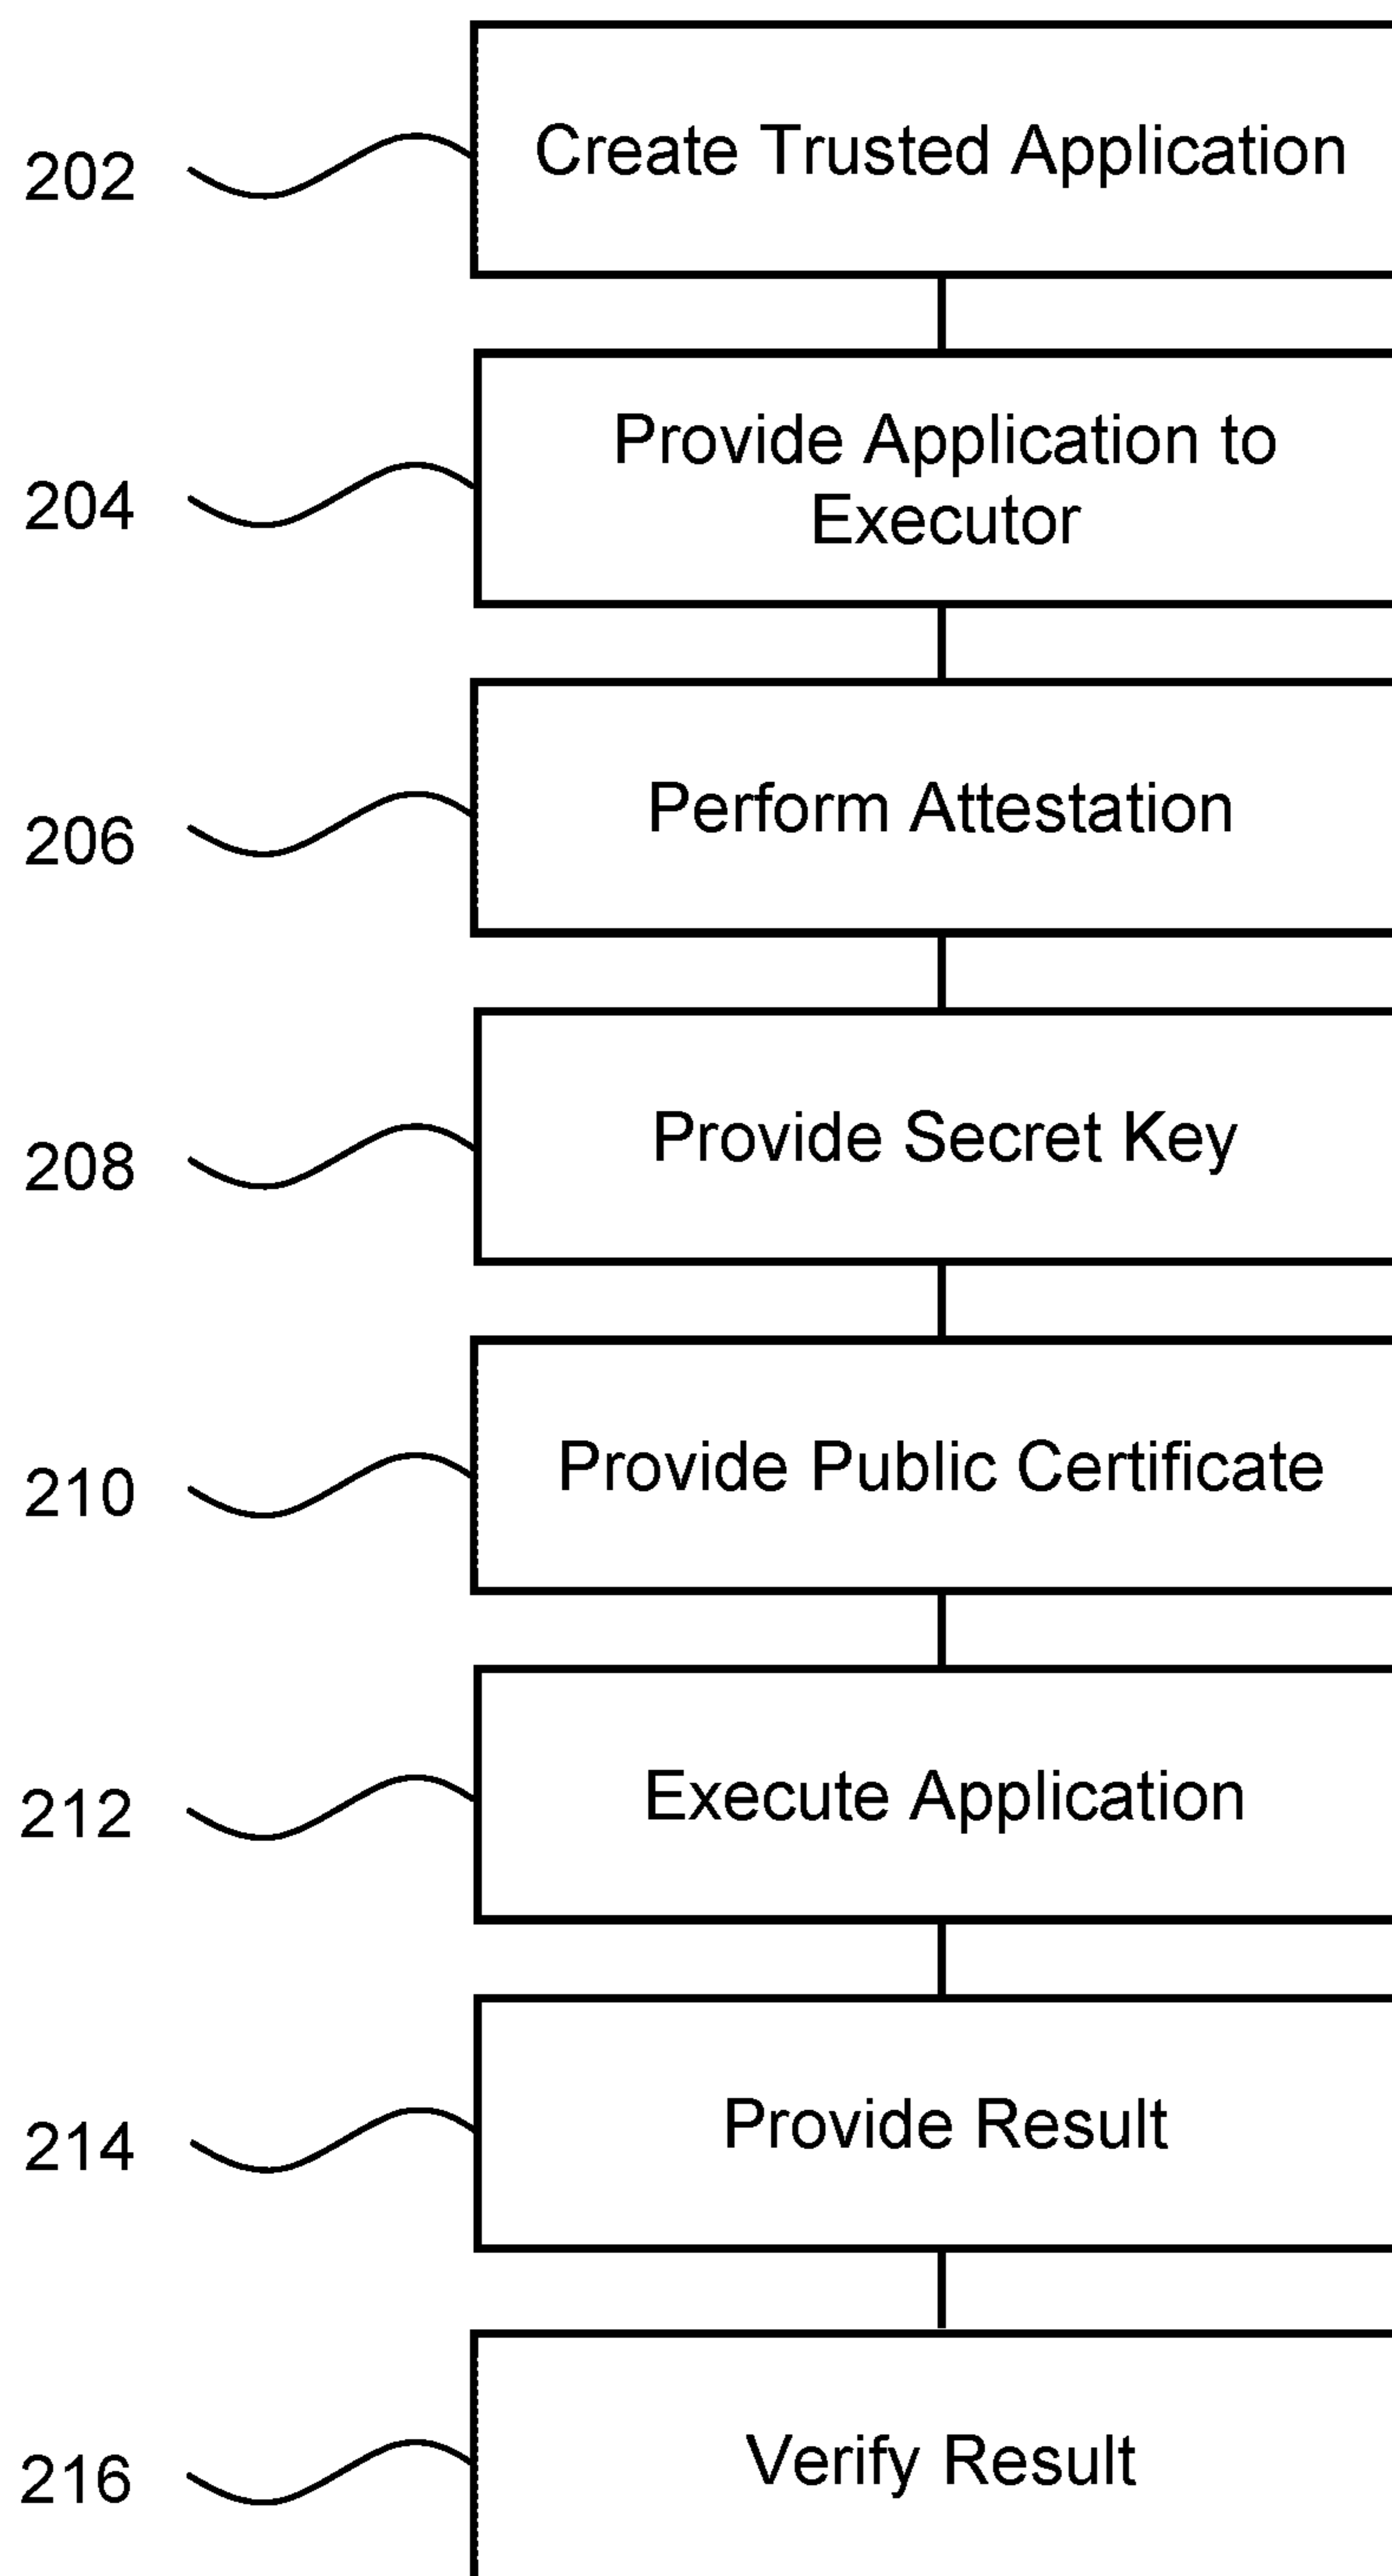 202
Create Trusted Application
204
Provide Application to
Executor
206
Perform Attestation
208
Provide Secret Key
210
Provide Public Certificate
212
Execute Application
214
Provide Result
216
Verify Result